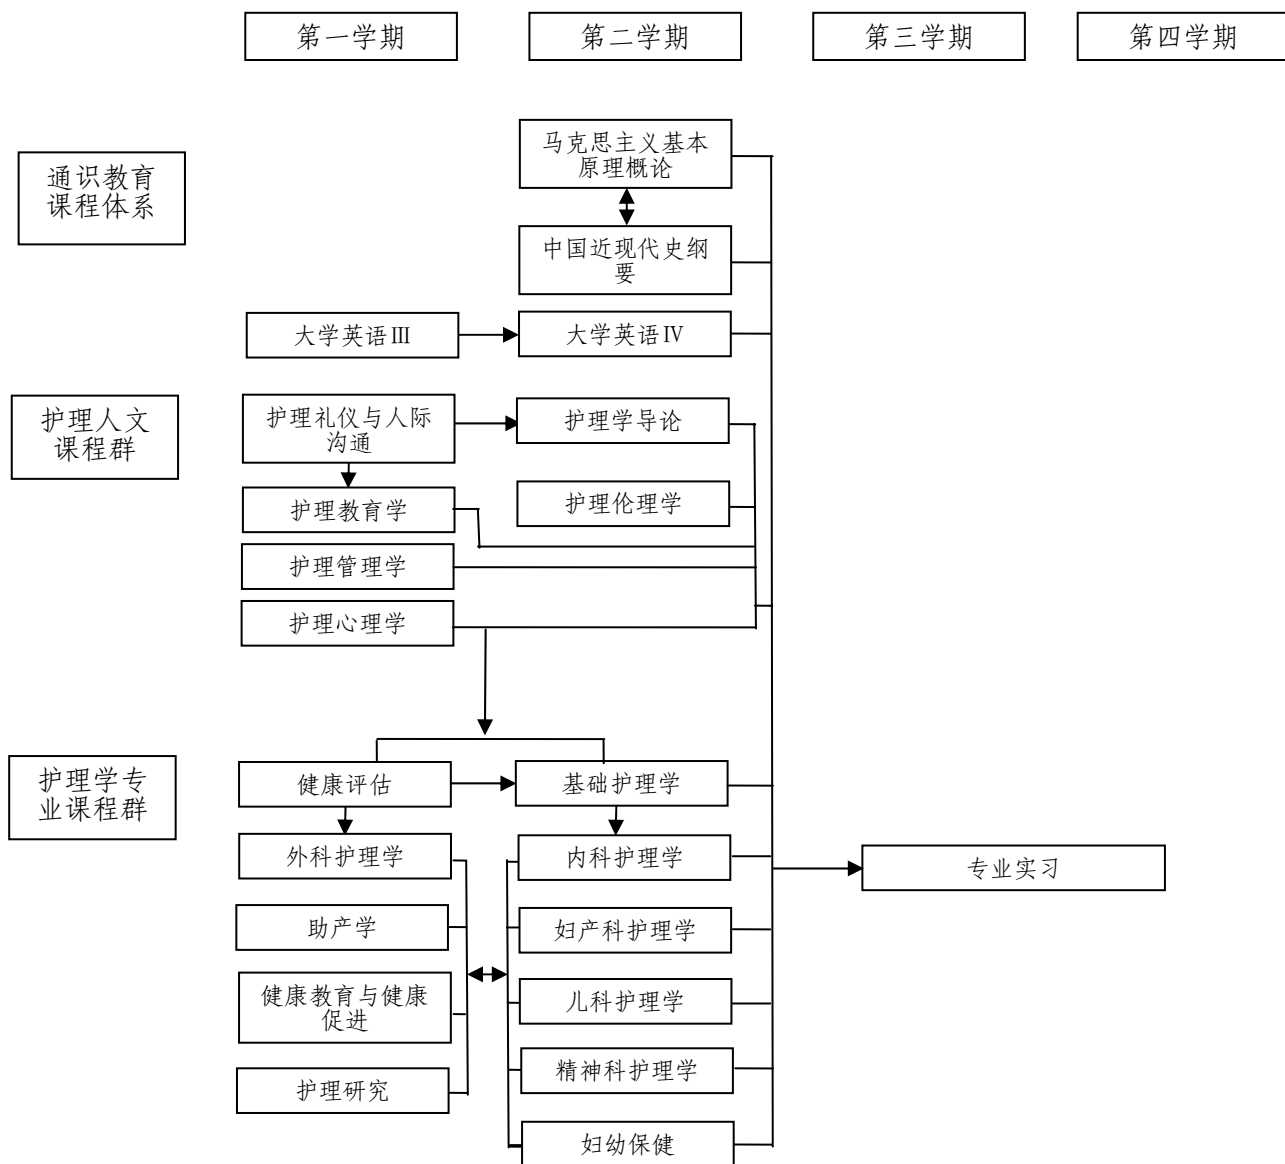 第一学期
第二学期
第三学期
第四学期
通识教育
课程体系
马克思主义基本
原理概论
中国近现代史纲
要
大学英语Ⅲ
大学英语Ⅳ
护理人文
课程群
护理礼仪与人际
沟通
护理学导论
护理教育学
护理伦理学
护理管理学
护理心理学
护理学专
业课程群
健康评估
基础护理学
外科护理学
内科护理学
专业实习
助产学
妇产科护理学
健康教育与健康
促进
儿科护理学
护理研究
精神科护理学
妇幼保健